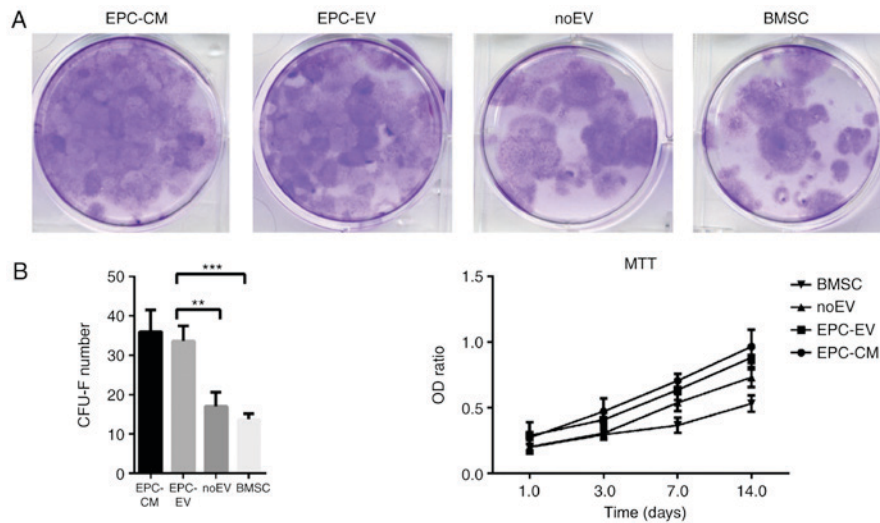 A
EPC-CM
EPC-EV
noEV
BMSC
B
CFU-F number
50
40
30
20
10
0
***
**
EPC-
CM
EPC-
EV
noEV
BMSC
MTT
OD ratio
1.5
1.0
0.5
0.0
1.0
3.0
7.0
14.0
Time (days)
BMSC
noEV
EPC-EV
EPC-CM